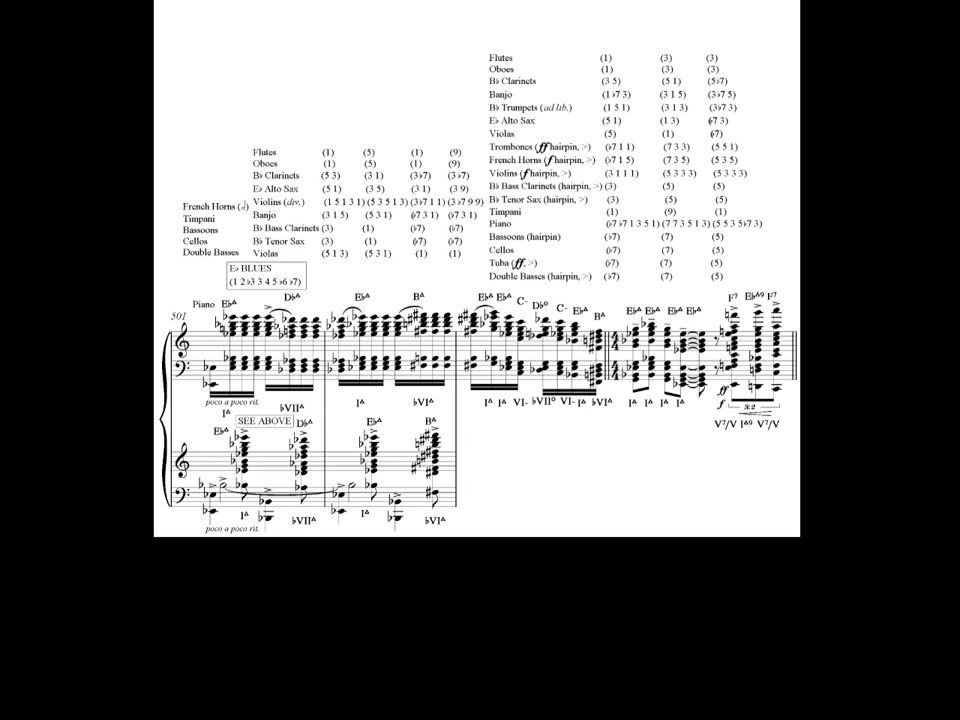 Flutes (1) (3) (3)
Oboes (1) (3) (3)
B♭ Clarinets (3 5) (5 1) (5♭7)
Banjo (1 ♭7 3) (3 1 5) (3♭7 5)
B♭ Trumpets (ad lib.) (1 5 1) (3 1 3) (3♭7 3)
E♭ Alto Sax (5 1) (1 3) (♭7 3)
Violas (5) (1) (♭7)
Trombones (ff hairpin, >) (♭7 1 1) (7 3 3) (5 5 1)
French Horns (f hairpin, >) (♭7 1 5) (7 3 5) (5 3 5)
Violins (f hairpin, >) (3 1 1 1) (5 3 3 3) (5 3 3 3)
B♭ Bass Clarinets (hairpin, >) (3) (5) (5)
B♭ Tenor Sax (hairpin, >) (3) (5) (5)
Timpani (1) (9) (1)
Piano (♭7 ♭7 1 3 5 1) (7 7 3 5 1 3) (5 5 3 5 ♭7 3)
Bassoons (hairpin) (♭7) (7) (5)
Cellos (♭7) (7) (5)
Tuba (ff, >) (♭7) (7) (5)
Double Basses (hairpin, >) (♭7) (7) (5)
Flutes (1) (5) (1) (9)
Oboes (1) (5) (1) (9)
B♭ Clarinets (5 3) (3 1) (3♭7) (3 ♭7)
E♭ Alto Sax (5 1) (3 5) (3 1) (3 9)
Violins (div.) (1 5 1 3 1) (5 3 5 1 3) (3♭7 1 1) (3 ♭7 9 9)
Banjo (3 1 5) (5 3 1) (♭7 3 1) (♭7 3 1)
B♭ Bass Clarinets (3) (1) (♭7) (♭7)
B♭ Tenor Sax (3) (1) (♭7) (♭7)
Violas (5 1 3) (5 3 1) (1) (1)
French Horns
Timpani
Bassoons
Cellos
Double Basses
E♭ BLUES
(1 2 ♭3 3 4 5 ♭6 ♭7)
501
Piano E♭Δ D♭Δ E♭Δ BΔ E♭Δ E♭Δ C- D♭o C- E♭Δ BΔ E♭Δ E♭Δ E♭Δ E♭Δ F7 E♭Δ9 F7
4 4
ff
f
3:2
poco a poco rit.
IΔ ♭VIIΔ IΔ ♭VIΔ IΔ IΔ VI- ♭VIIo VI- IΔ ♭VIΔ IΔ IΔ IΔ IΔ V7/V IΔ9 V7/V
SEE ABOVE
E♭Δ D♭Δ E♭Δ BΔ
IΔ ♭VIIΔ IΔ ♭VIΔ
poco a poco rit.